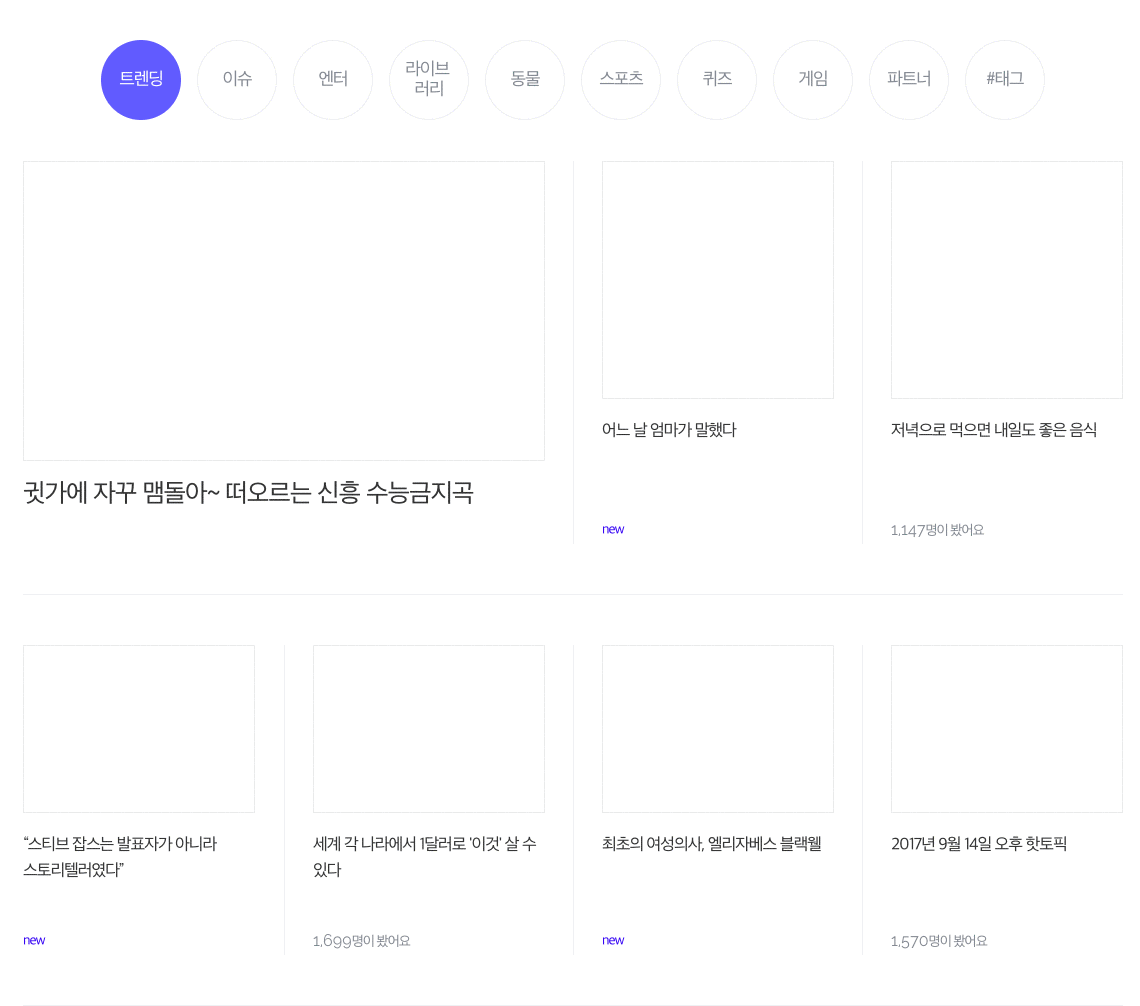 트렌딩
이슈
엔터
라이브
러리
동물
스포츠
퀴즈
게임
파트너
#태그
귓가에 자꾸 맴돌아~ 떠오르는 신흥 수능금지곡
어느 날 엄마가 말했다
new
저녁으로 먹으면 내일도 좋은 음식
1,147명이 봤어요
“스티브 잡스는 발표자가 아니라
스토리텔러였다”
new
세계 각 나라에서 1달러로 '이것' 살 수
있다
1,699명이 봤어요
최초의 여성의사, 엘리자베스 블랙웰
new
2017년 9월 14일 오후 핫토픽
1,570명이 봤어요